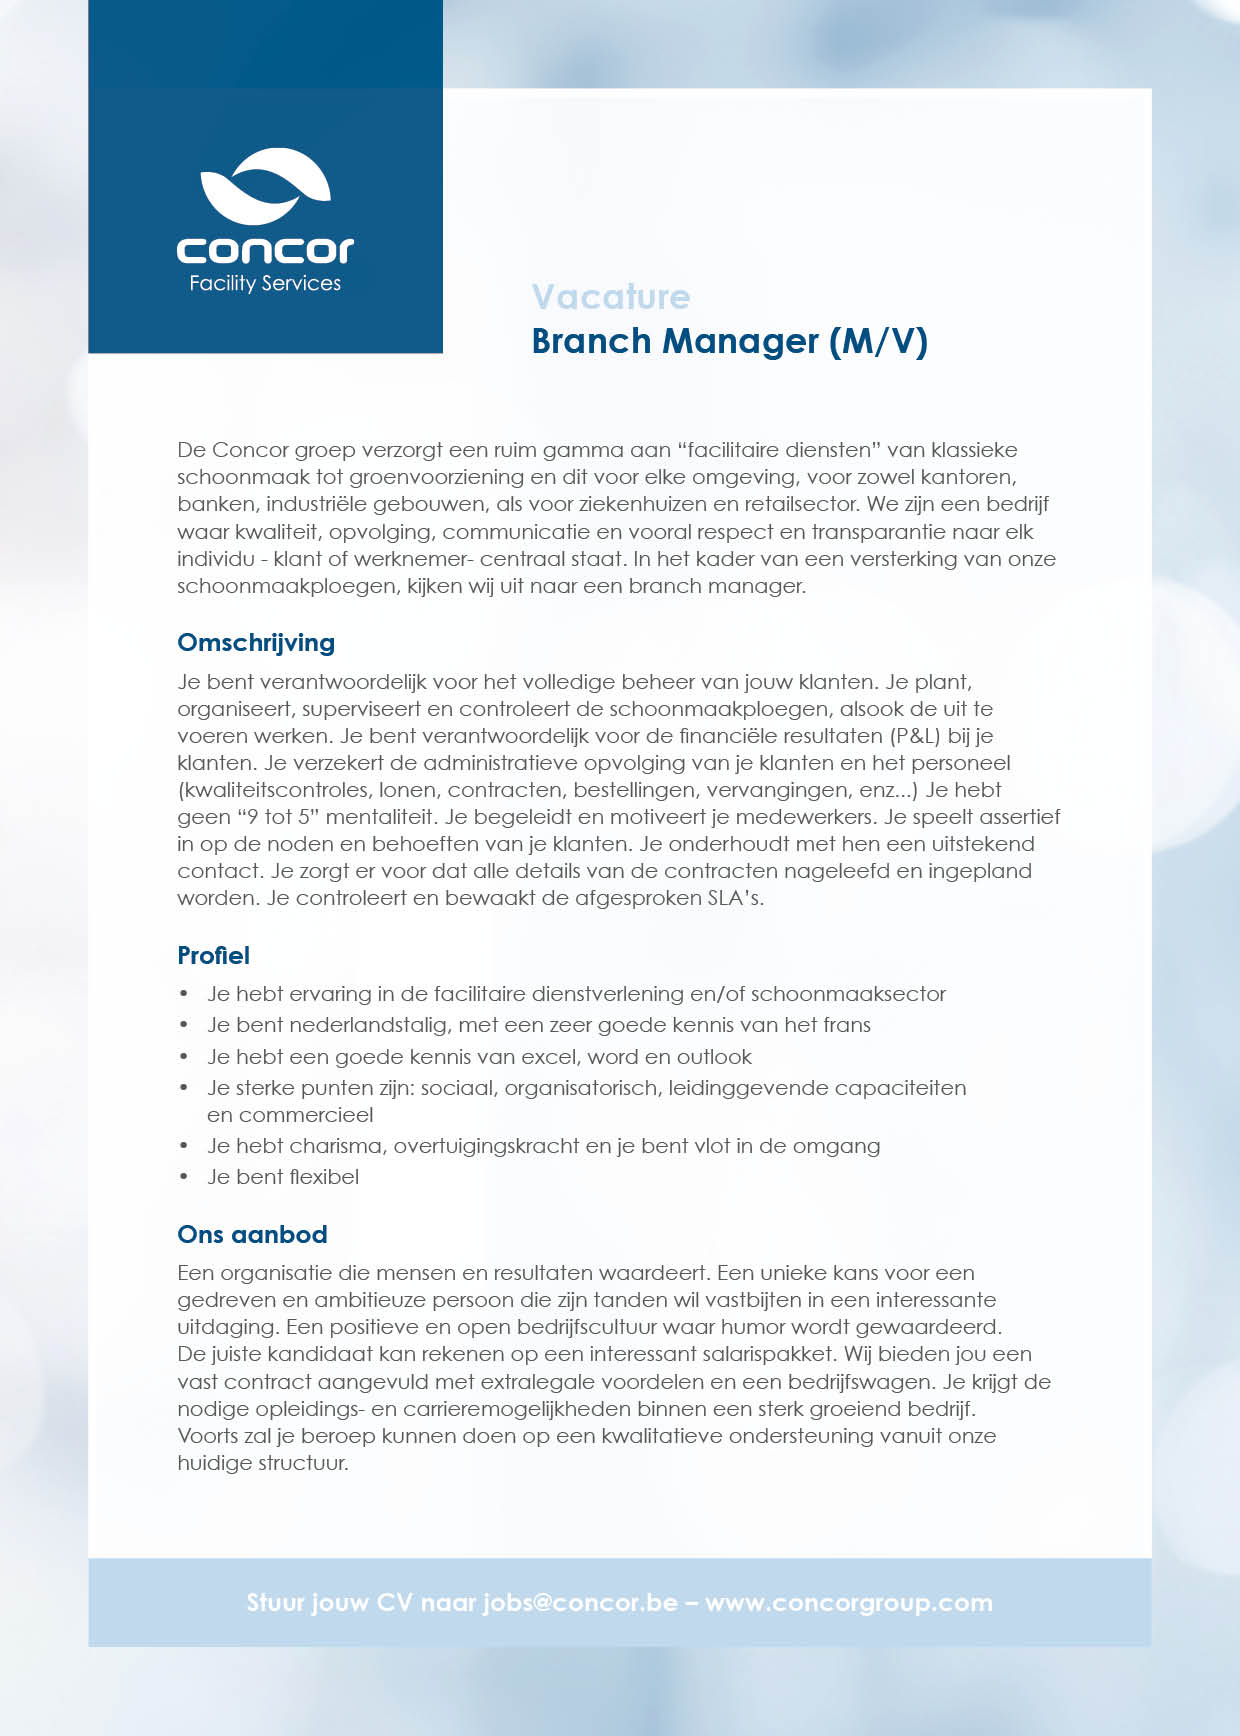 concor
Facility Services
Vacature
Branch Manager (M/V)
De Concor groep verzorgt een ruim gamma aan “facilitaire diensten” van klassieke
schoonmaak tot groenvoorziening en dit voor elke omgeving, voor zowel kantoren,
banken, industriële gebouwen, als voor ziekenhuizen en retailsector. We zijn een bedrijf
waar kwaliteit, opvolging, communicatie en vooral respect en transparantie naar elk
individu - klant of werknemer- centraal staat. In het kader van een versterking van onze
schoonmaakploegen, kijken wij uit naar een branch manager.
Omschrijving
Je bent verantwoordelijk voor het volledige beheer van jouw klanten. Je plant,
organiseert, superviseert en controleert de schoonmaakploegen, alsook de uit te
voeren werken. Je bent verantwoordelijk voor de financiële resultaten (P&L) bij je
klanten. Je verzekert de administratieve opvolging van je klanten en het personeel
(kwaliteitscontroles, lonen, contracten, bestellingen, vervangingen, enz...) Je hebt
geen “9 tot 5” mentaliteit. Je begeleidt en motiveert je medewerkers. Je speelt assertief
in op de noden en behoeften van je klanten. Je onderhoudt met hen een uitstekend
contact. Je zorgt er voor dat alle details van de contracten nageleefd en ingepland
worden. Je controleert en bewaakt de afgesproken SLA’s.
Profiel
• Je hebt ervaring in de facilitaire dienstverlening en/of schoonmaaksector
• Je bent nederlandstalig, met een zeer goede kennis van het frans
• Je hebt een goede kennis van excel, word en outlook
• Je sterke punten zijn: sociaal, organisatorisch, leidinggevende capaciteiten
en commercieel
• Je hebt charisma, overtuigingskracht en je bent vlot in de omgang
• Je bent flexibel
Ons aanbod
Een organisatie die mensen en resultaten waardeert. Een unieke kans voor een
gedreven en ambitieuze persoon die zijn tanden wil vastbijten in een interessante
uitdaging. Een positieve en open bedrijfscultuur waar humor wordt gewaardeerd.
De juiste kandidaat kan rekenen op een interessant salarispakket. Wij bieden jou een
vast contract aangevuld met extralegale voordelen en een bedrijfswagen. Je krijgt de
nodige opleidings- en carrieremogelijkheden binnen een sterk groeiend bedrijf.
Voorts zal je beroep kunnen doen op een kwalitatieve ondersteuning vanuit onze
huidige structuur.
Stuur jouw CV naar jobs@concor.be – www.concorgroup.com